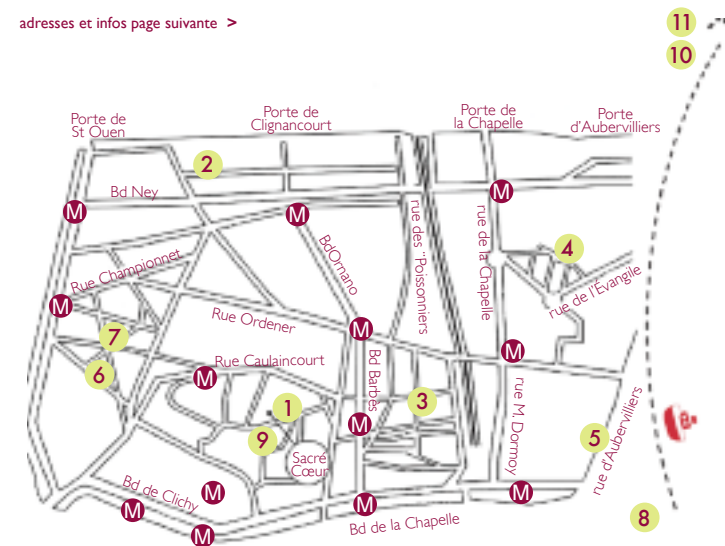 adresses et infos page suivante >
11
10
Porte de
St Ouen
Porte de
Clignancourt
Porte de
la Chapelle
Porte
d'Aubervilliers
2
Bd Ney
M
M
M
rue des ¨Poissonniers
rue de la Chapelle
4
BdOrnano
Rue Championnet
rue de l'Évangile
M
Rue Ordener
M
7
M
Rue Caulaincourt
6
M
Bd Barbès
rue M. Dormoy
1
3
M
9
5
rue d'Aubervilliers
Sacré
Cœur
Bd de Clichy
M
M
M
M
M
8
Bd de la Chapelle